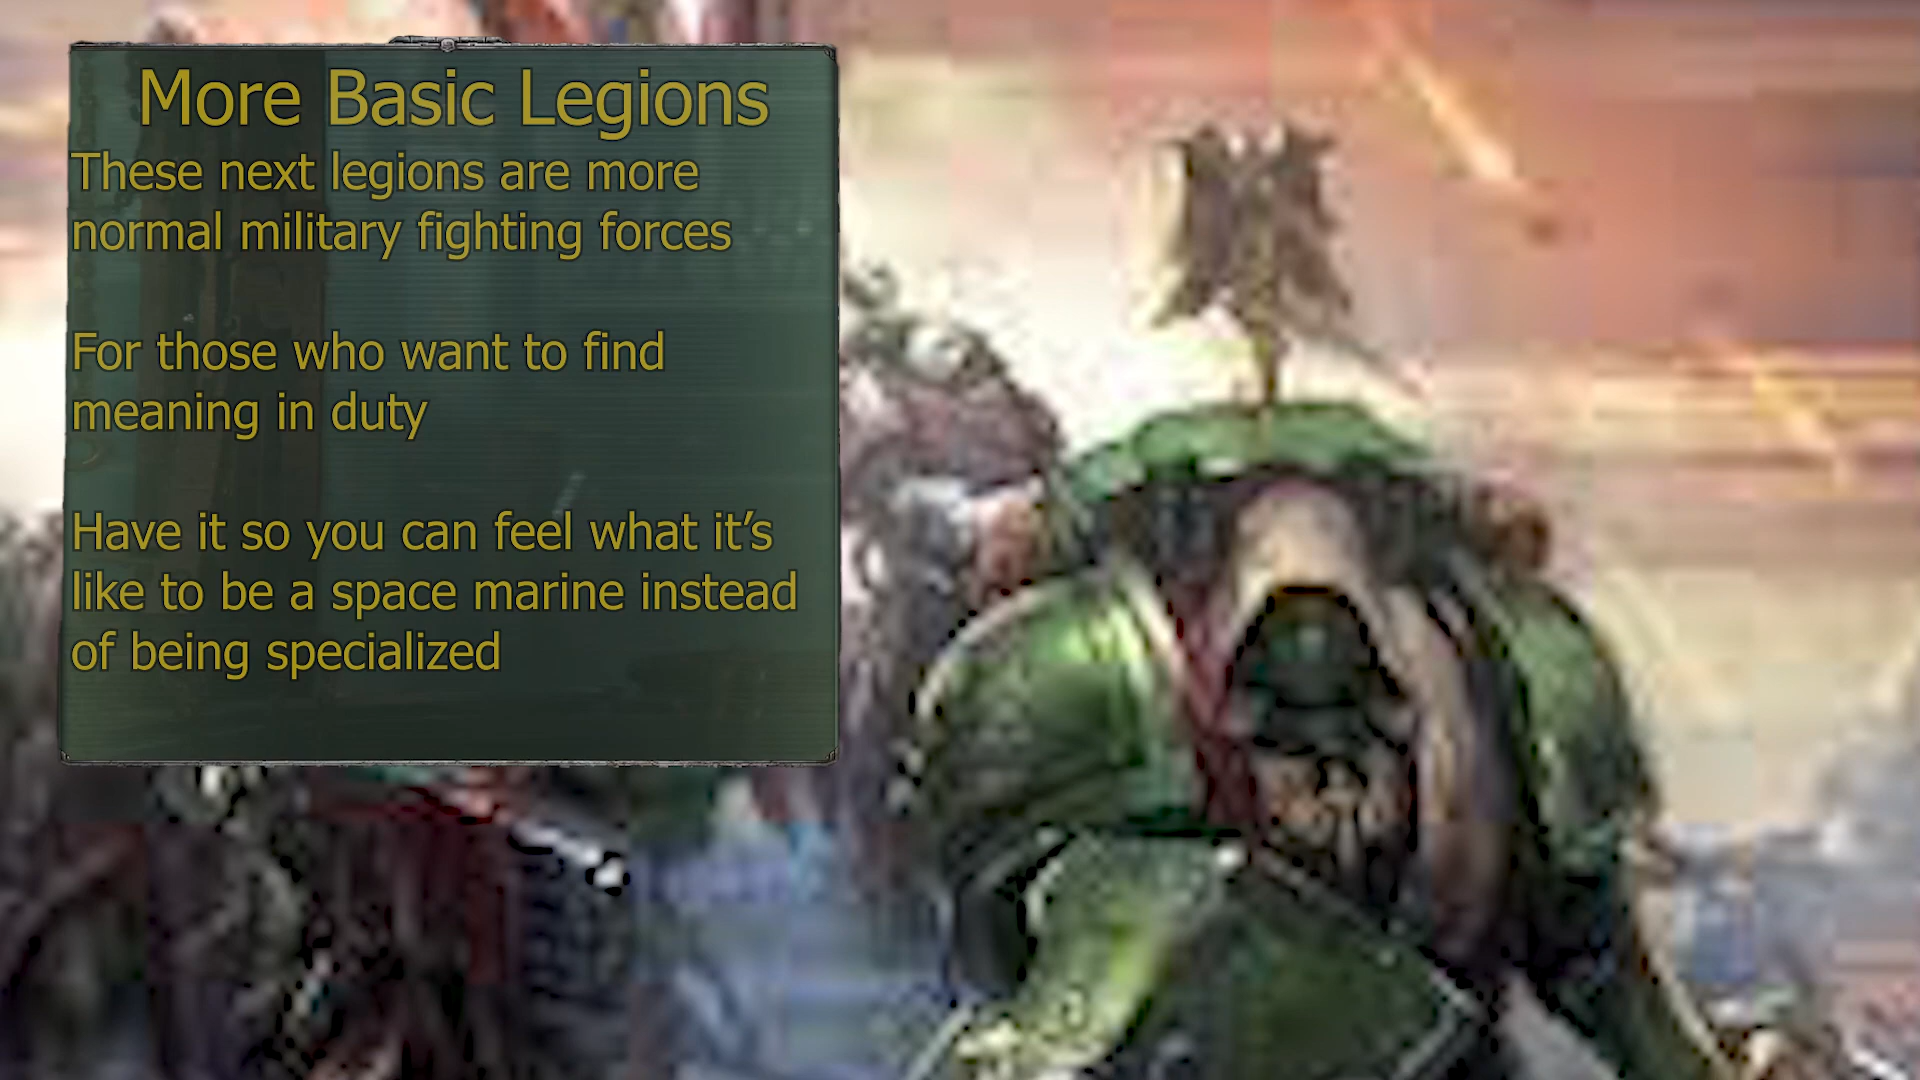 More Basic Legions
These next legions are more
normal military fighting forces
For those who want to find
meaning in duty
Have it so you can feel what it’s
like to be a space marine instead
of being specialized